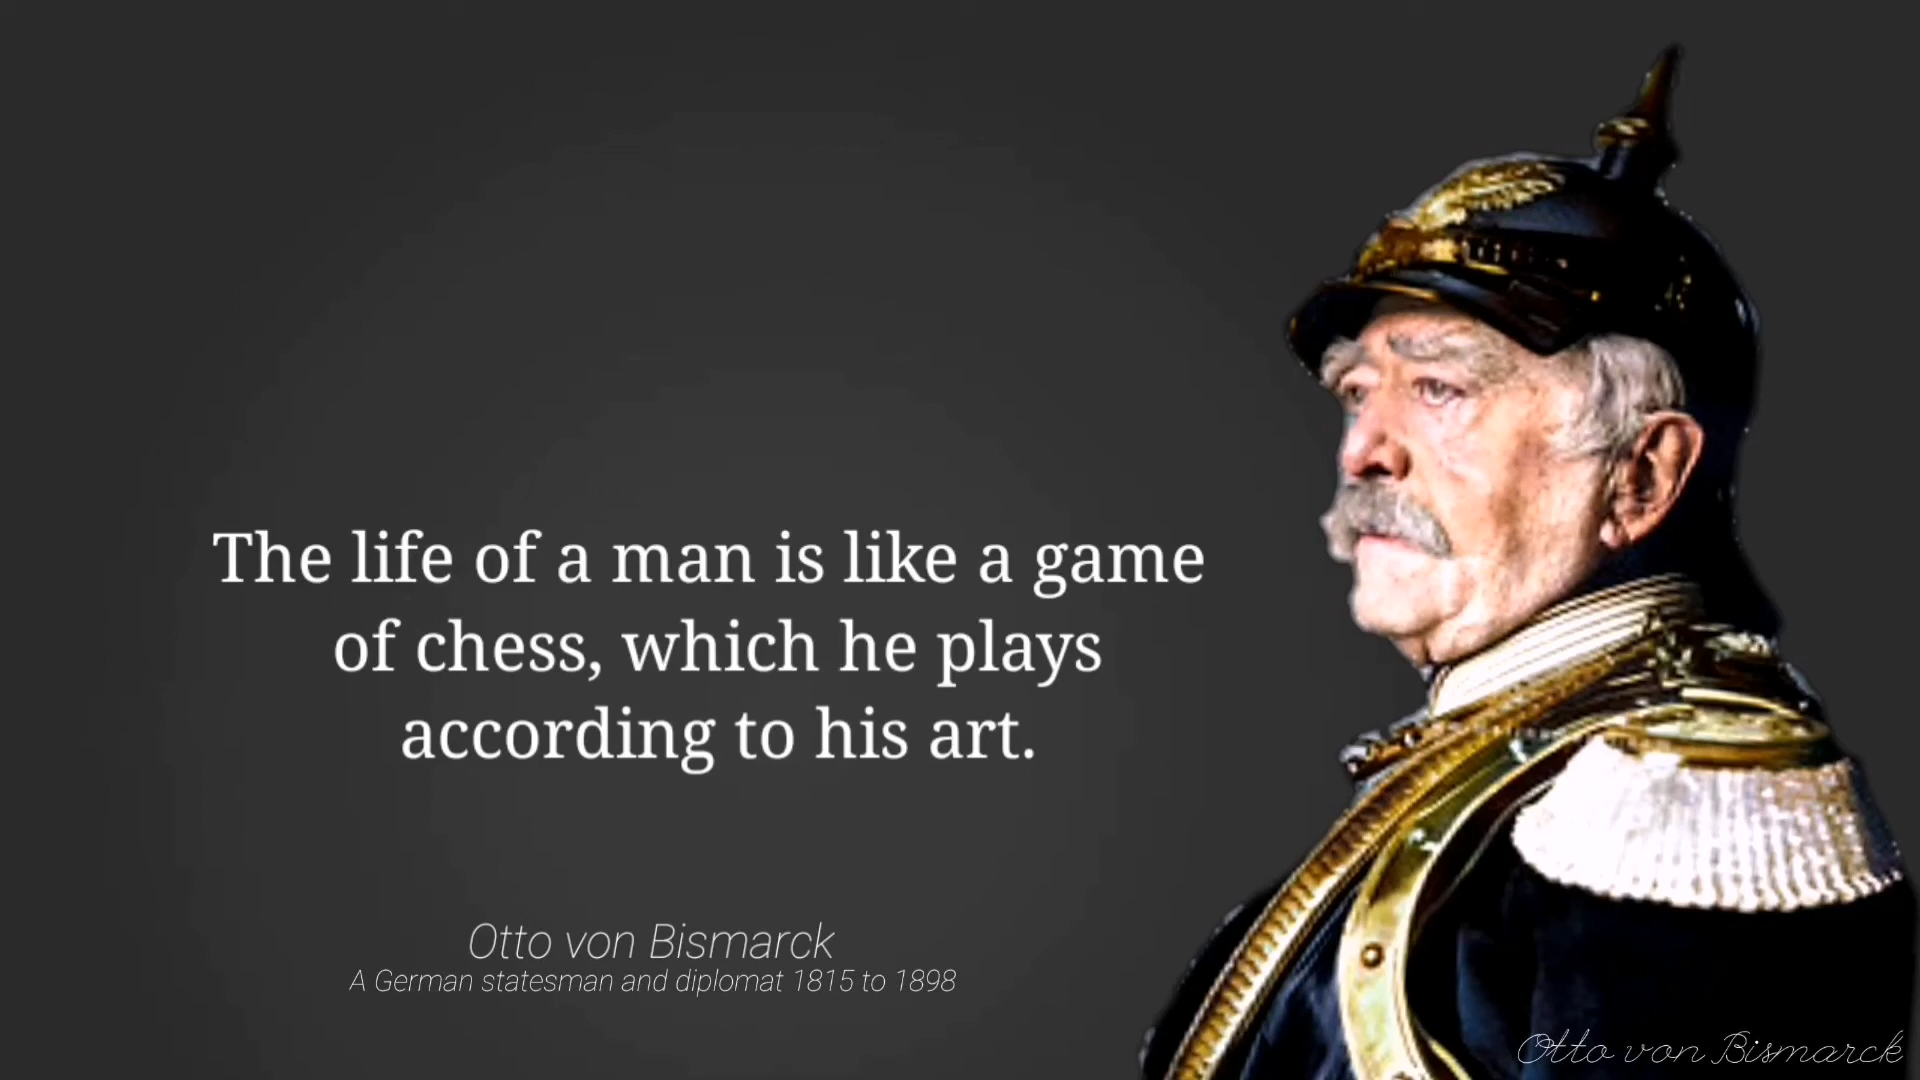 The life of a man is like a game
of chess, which he plays
according to his art.
Otto von Bismarck
A German statesman and diplomat 1815 to 1898
Otto von Bismarck